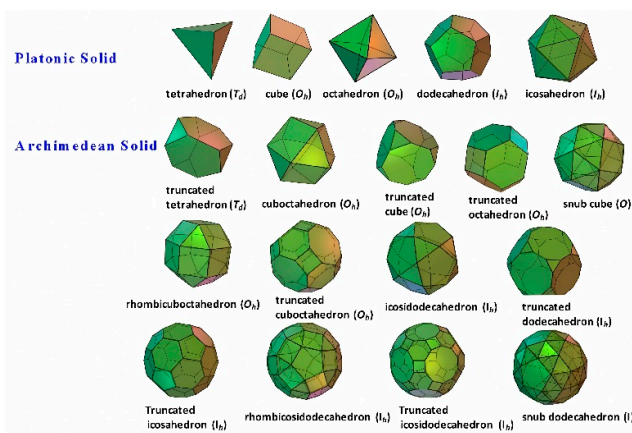 Platonic Solid
tetrahedron (Td)
cube (Oh)
octahedron (Oh)
dodecahedron (Ih)
icosahedron (Ih)
Archimedean Solid
truncated
tetrahedron (Td)
cuboctahedron (Oh)
truncated
cube (Oh)
truncated
octahedron (Oh)
snub cube (O)
rhombicuboctahedron (Oh)
truncated
cuboctahedron (Oh)
icosidodecahedron (Ih)
truncated
dodecahedron (Ih)
Truncated
icosahedron (Ih)
rhombicosidodecahedron (Ih)
Truncated
icosidodecahedron (Ih)
snub dodecahedron (I)